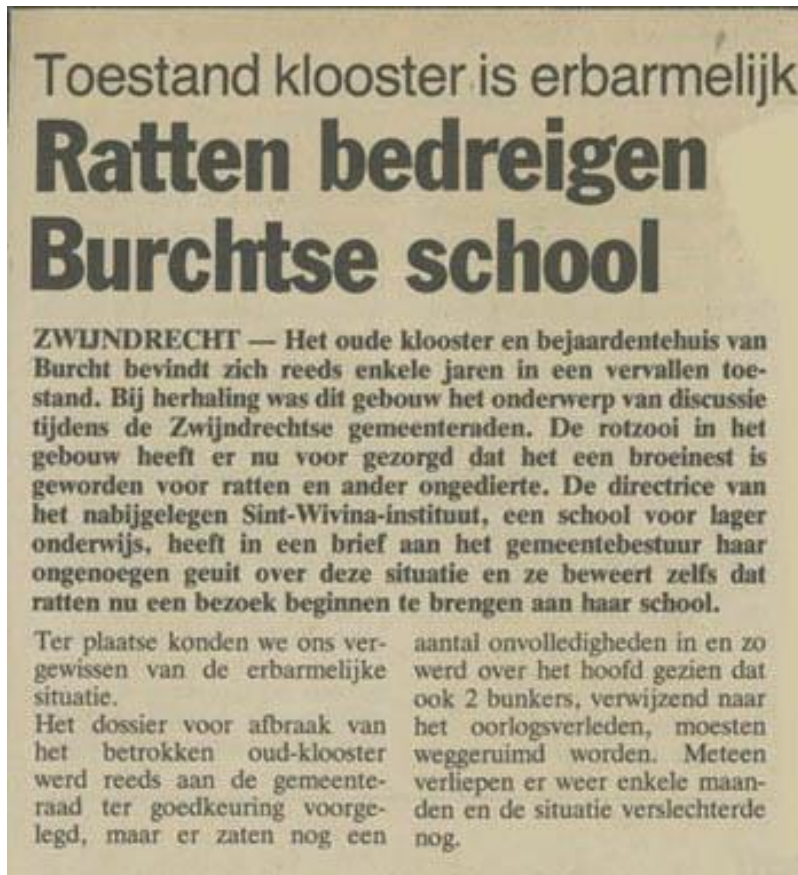 Toestand klooster is erbarmelijk
Ratten bedreigen
Burchtse school
ZWIJNDRECHT — Het oude klooster en bejaardentehuis van
Burcht bevindt zich reeds enkele jaren in een vervallen toe-
stand. Bij herhaling was dit gebouw het onderwerp van discussie
tijdens de Zwijndrechtse gemeenteraden. De rotzooi in het
gebouw heeft er nu voor gezorgd dat het een broeinest is
geworden voor ratten en ander ongedierte. De directrice van
het nabijgelegen Sint-Wivina-instituut, een school voor lager
onderwijs, heeft in een brief aan het gemeentebestuur haar
ongenoegen geuit over deze situatie en ze beweert zelfs dat
ratten nu een bezoek beginnen te brengen aan haar school.
Ter plaatse konden we ons ver-
gewissen van de erbarmelijke
situatie.
Het dossier voor afbraak van
het betrokken oud-klooster
werd reeds aan de gemeente-
raad ter goedkeuring voorge-
legd, maar er zaten nog een
aantal onvolledigheden in en zo
werd over het hoofd gezien dat
ook 2 bunkers, verwijzend naar
het oorlogsverleden, moesten
weggeruimd worden. Meteen
verliepen er weer enkele maan-
den en de situatie verslechterde
nog.